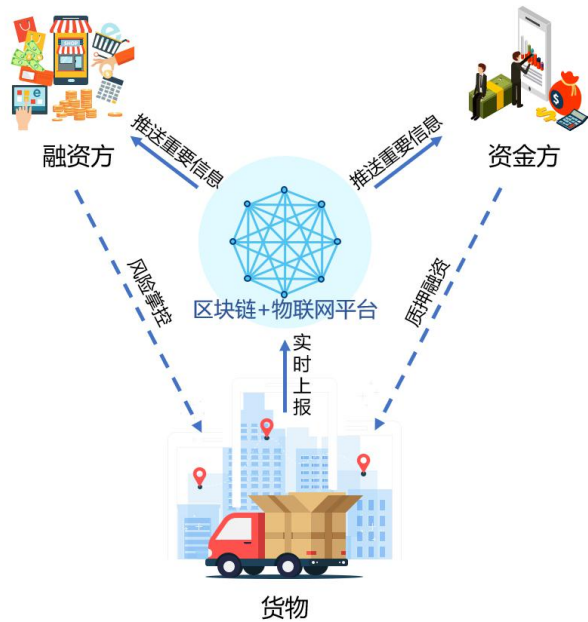 融资方
资金方
推送重要信息
推送重要信息
区块链+物联网平台
风险掌控
质押融资
实时上报
货物